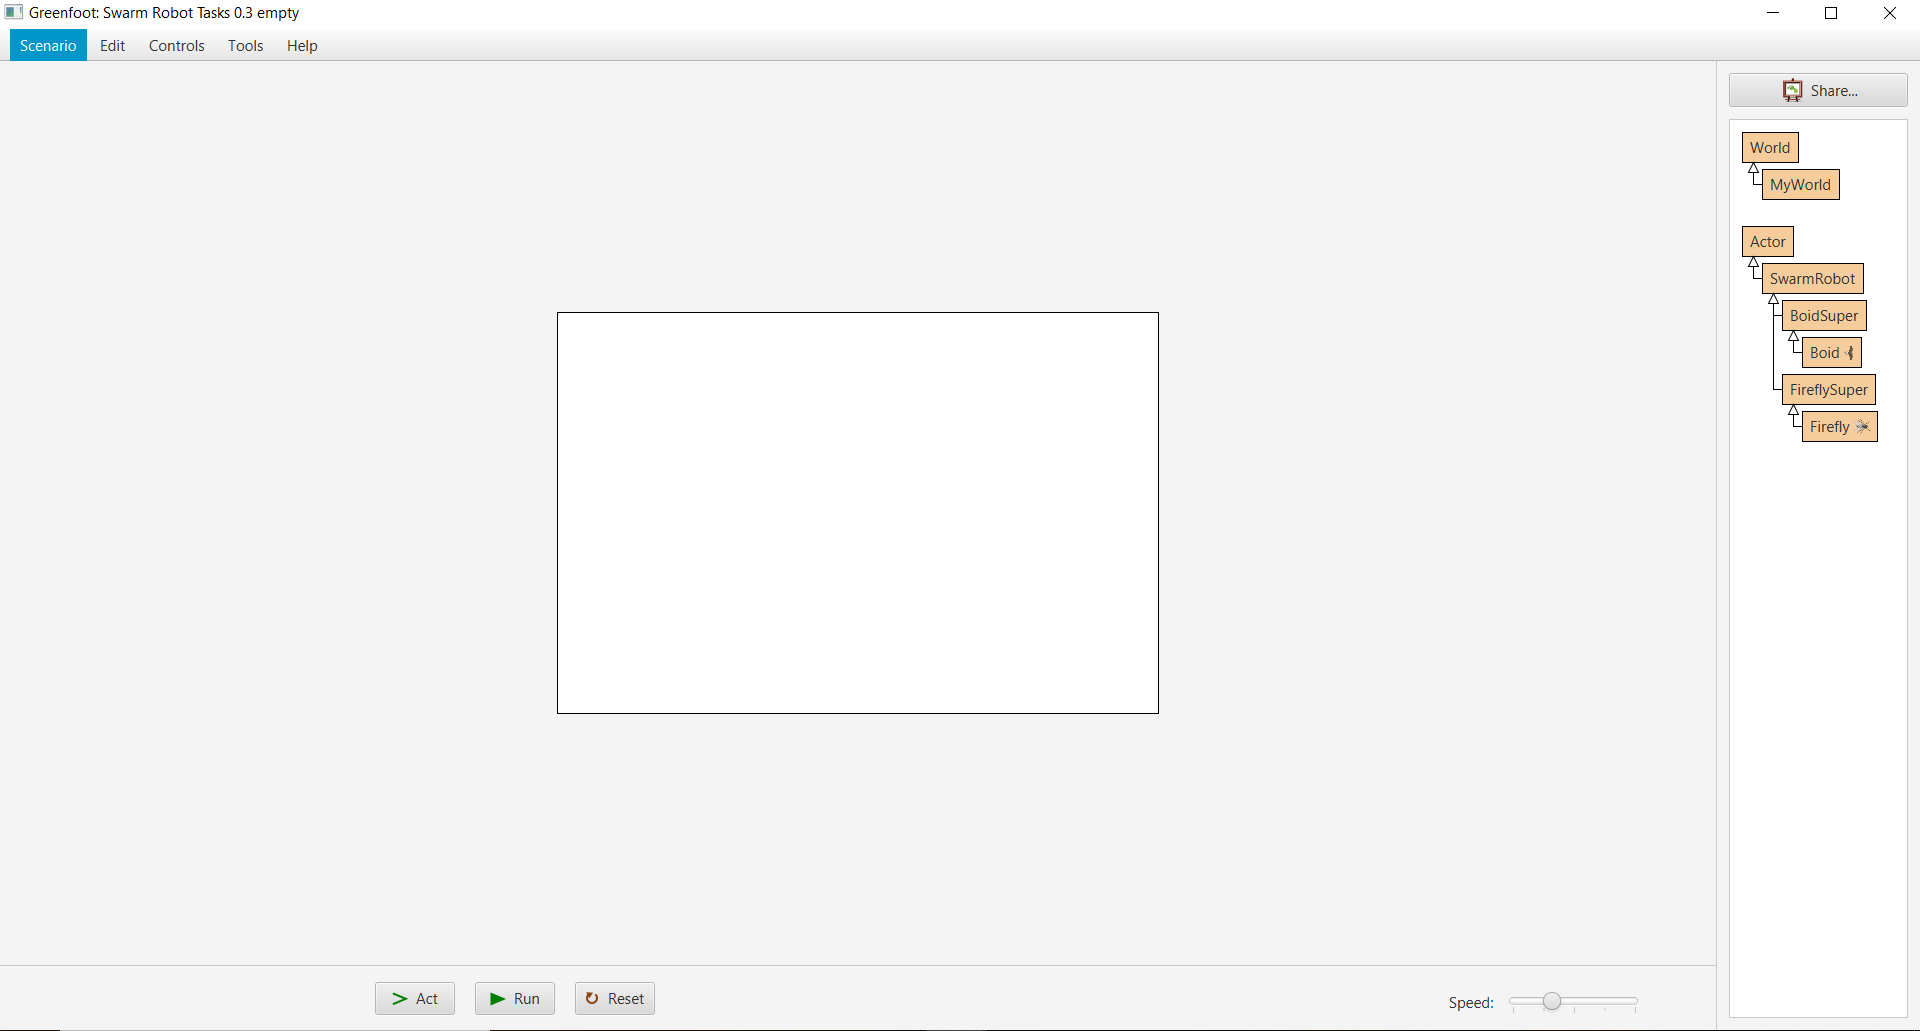 Greenfoot: Swarm Robot Tasks 0.3 empty
Scenario Edit Controls Tools Help
Share...
World
MyWorld
Actor
SwarmRobot
BoidSuper
Boid
FireflySuper
Firefly
Act Run Reset Speed: